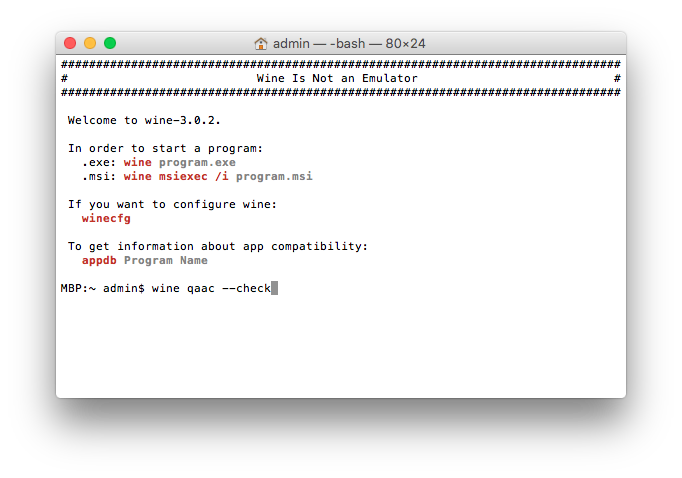 admin — -bash — 80×24
################################################################################
#                           Wine Is Not an Emulator                            #
################################################################################
Welcome to wine-3.0.2.
In order to start a program:
.exe: wine program.exe
.msi: wine msiexec /i program.msi
If you want to configure wine:
winecfg
To get information about app compatibility:
appdb Program Name
MBP:~ admin$ wine qaac --check